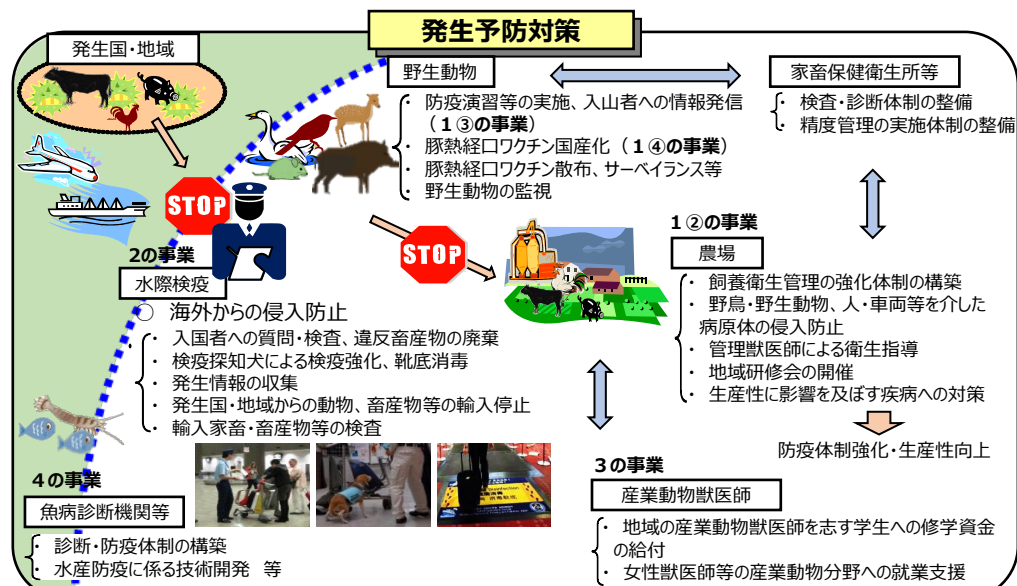 発生予防対策
発生国・地域
野生動物
・ 防疫演習等の実施、入山者への情報発信
（１③の事業）
・ 豚熱経口ワクチン国産化（１④の事業）
・ 豚熱経口ワクチン散布、サーベイランス等
・ 野生動物の監視
家畜保健衛生所等
・ 検査・診断体制の整備
・ 精度管理の実施体制の整備
STOP
STOP
2の事業
水際検疫
○ 海外からの侵入防止
・ 入国者への質問・検査、違反畜産物の廃棄
・ 検疫探知犬による検疫強化、靴底消毒
・ 発生情報の収集
・ 発生国・地域からの動物、畜産物等の輸入停止
・ 輸入家畜・畜産物等の検査
１②の事業
農場
・ 飼養衛生管理の強化体制の構築
・ 野鳥・野生動物、人・車両等を介した
病原体の侵入防止
・ 管理獣医師による衛生指導
・ 地域研修会の開催
・ 生産性に影響を及ぼす疾病への対策
防疫体制強化・生産性向上
４の事業
魚病診断機関等
・ 診断・防疫体制の構築
・ 水産防疫に係る技術開発 等
３の事業
産業動物獣医師
・ 地域の産業動物獣医師を志す学生への修学資金
の給付
・ 女性獣医師等の産業動物分野への就業支援